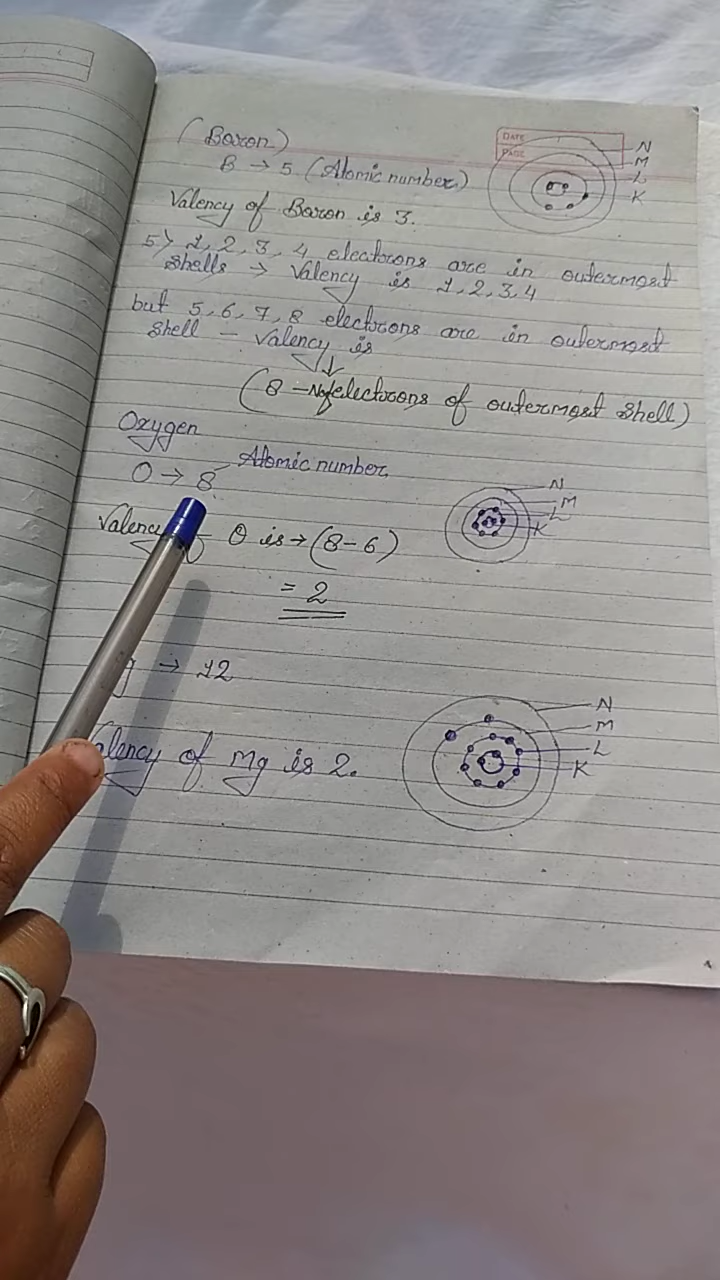 (Boron)
B → 5 (Atomic number)
DATE
PAGE
N
M
L
K
Valency of Boron is 3.
5) 1, 2, 3, 4 electrons are in outermost
shells → Valency is 1, 2, 3, 4
but 5, 6, 7, 8 electrons are in outermost
shell - Valency is
(8 - No of electrons of outermost shell)
Oxygen
O → 8 - Atomic number
N
M
L
K
Valency O is → (8 - 6)
= 2
g → 12
N
M
L
K
Valency of Mg is 2.